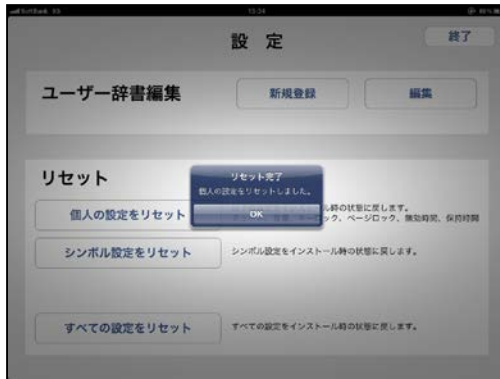 SoftBank 3G 13:34
設 定
終了
ユーザー辞書編集
新規登録
編集
リセット
リセット完了
個人の設定をリセットしました。
OK
個人の設定をリセット
ル時の状態に戻します。
ック、ページロック、無効時間、保持時間
シンボル設定をリセット
シンボル設定をインストール時の状態に戻します。
すべての設定をリセット
すべての設定をインストール時の状態に戻します。